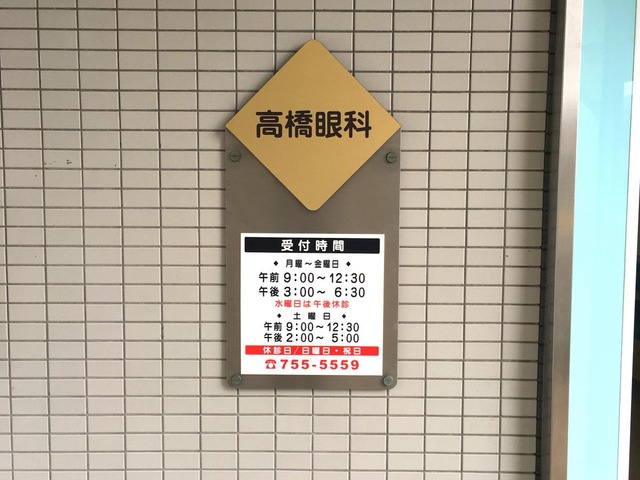 高橋眼科
受付時間
◆ 月曜～金曜日 ◆
午前 9:00～12:30
午後 3:00～ 6:30
水曜日は午後休診
◆ 土曜日 ◆
午前 9:00～12:30
午後 2:00～ 5:00
休診日/日曜日・祝日
☎755-5559